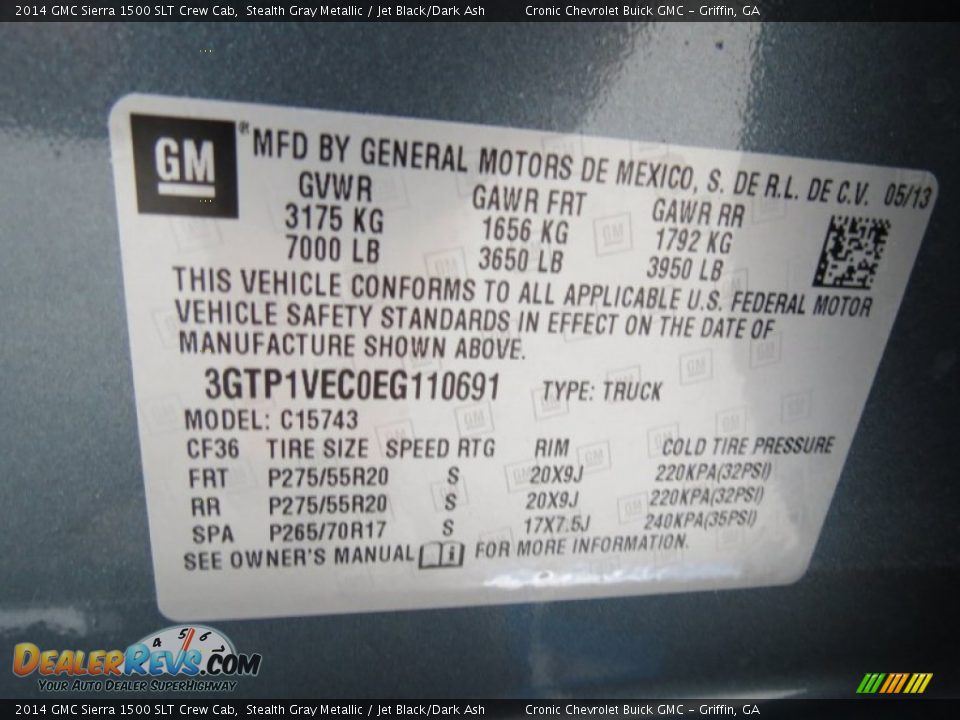 2014 GMC Sierra 1500 SLT Crew Cab, Stealth Gray Metallic / Jet Black/Dark Ash Cronic Chevrolet Buick GMC – Griffin, GA
GM® MFD BY GENERAL MOTORS DE MEXICO, S. DE R.L. DE C.V. 05/13
GVWR GAWR FRT GAWR RR
3175 KG 1656 KG 1792 KG
7000 LB 3650 LB 3950 LB
THIS VEHICLE CONFORMS TO ALL APPLICABLE U.S. FEDERAL MOTOR
VEHICLE SAFETY STANDARDS IN EFFECT ON THE DATE OF
MANUFACTURE SHOWN ABOVE.
3GTP1VEC0EG110691 TYPE: TRUCK
MODEL: C15743
CF36 TIRE SIZE SPEED RTG RIM COLD TIRE PRESSURE
FRT P275/55R20 S 20X9J 220KPA(32PSI)
RR P275/55R20 S 20X9J 220KPA(32PSI)
SPA P265/70R17 S 17X7.5J 240KPA(35PSI)
SEE OWNER'S MANUAL i FOR MORE INFORMATION.
4 5 6
DEALERREVS.COM
YOUR AUTO DEALER SUPERHIGHWAY
2014 GMC Sierra 1500 SLT Crew Cab, Stealth Gray Metallic / Jet Black/Dark Ash Cronic Chevrolet Buick GMC – Griffin, GA